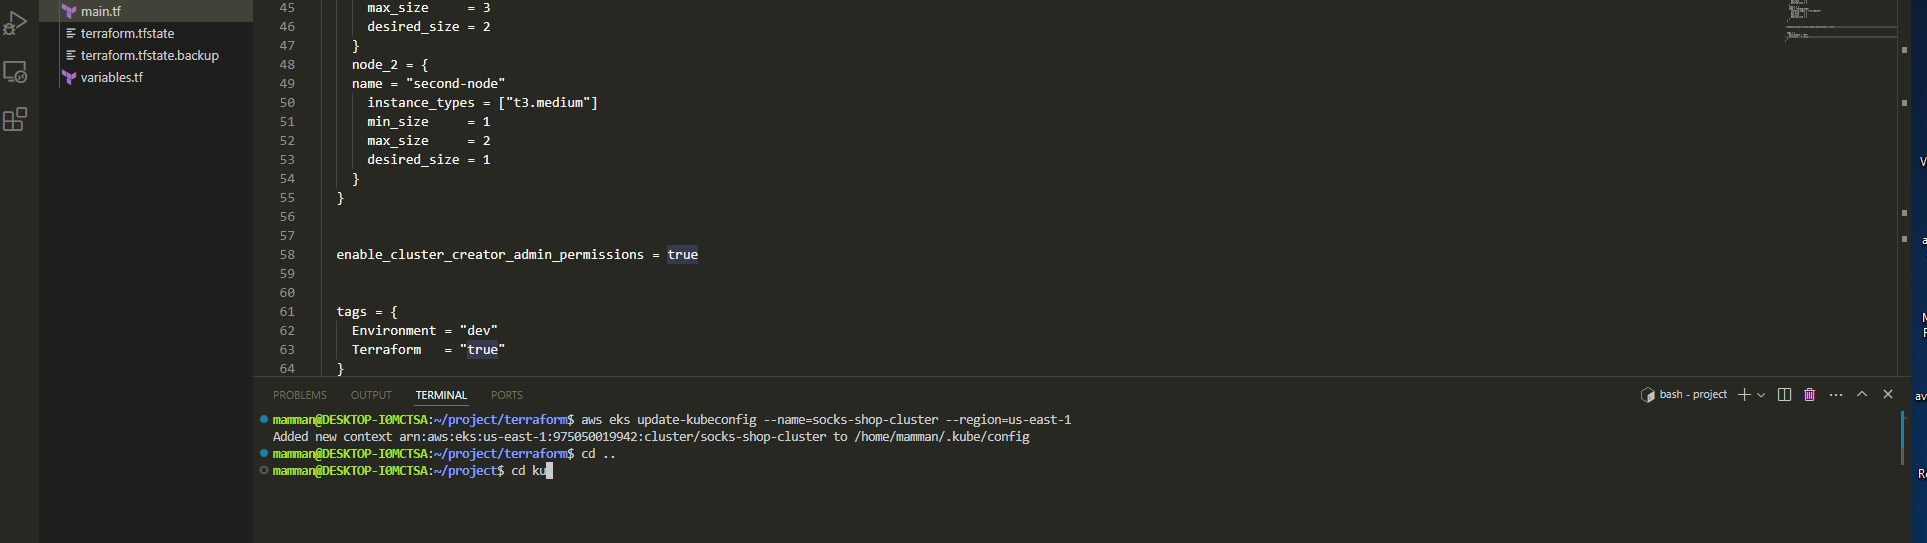 main.tf
terraform.tfstate
terraform.tfstate.backup
variables.tf
45 max_size     = 3
46 desired_size = 2
47 }
48 node_2 = {
49 name = "second-node"
50 instance_types = ["t3.medium"]
51 min_size     = 1
52 max_size     = 2
53 desired_size = 1
54 }
55 }
56
57
58 enable_cluster_creator_admin_permissions = true
59
60
61 tags = {
62 Environment = "dev"
63 Terraform   = "true"
64 }
PROBLEMS OUTPUT TERMINAL PORTS
bash - project
mamman@DESKTOP-I0MCTSA:~/project/terraform$ aws eks update-kubeconfig --name=socks-shop-cluster --region=us-east-1
Added new context arn:aws:eks:us-east-1:975050019942:cluster/socks-shop-cluster to /home/mamman/.kube/config
mamman@DESKTOP-I0MCTSA:~/project/terraform$ cd ..
mamman@DESKTOP-I0MCTSA:~/project$ cd ku